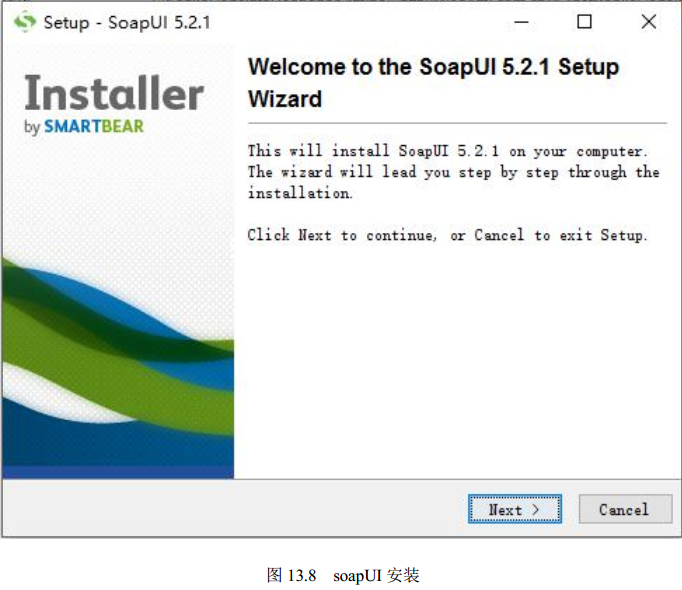 Setup - SoapUI 5.2.1
Installer
by SMARTBEAR
Welcome to the SoapUI 5.2.1 Setup
Wizard
This will install SoapUI 5.2.1 on your computer.
The wizard will lead you step by step through the
installation.
Click Next to continue, or Cancel to exit Setup.
Next >
Cancel
图 13.8 soapUI 安装